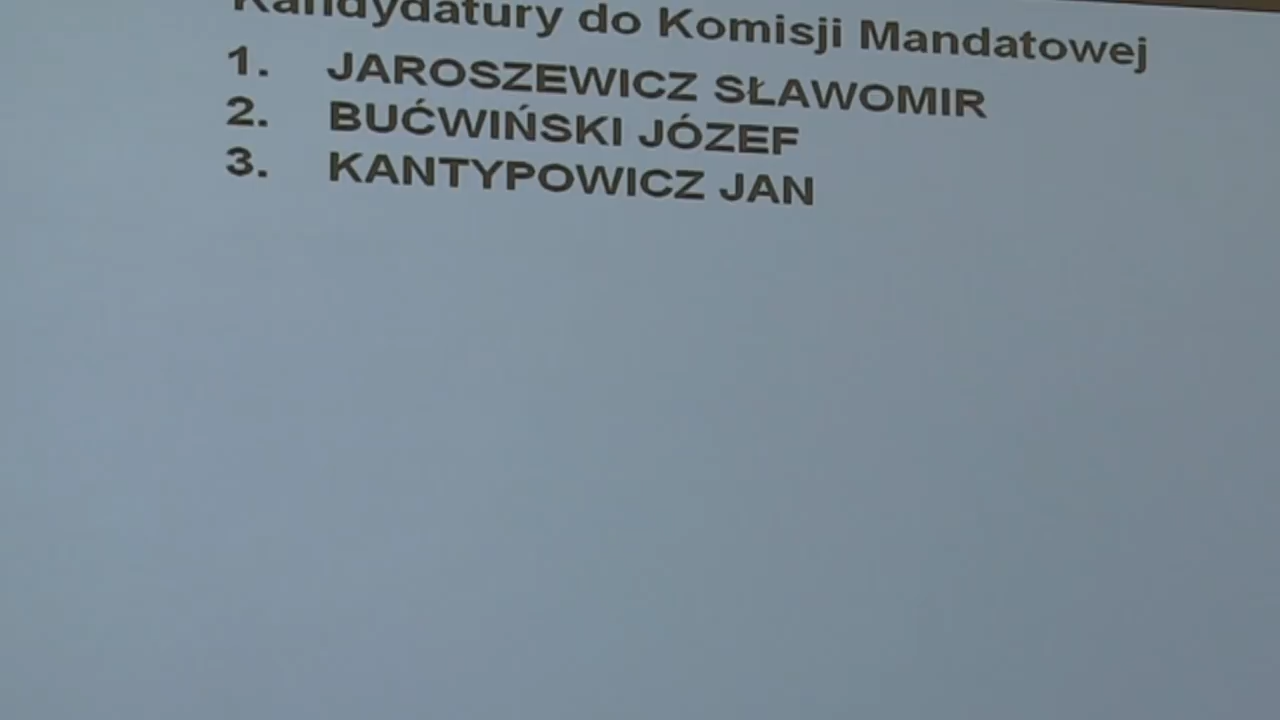 Kandydatury do Komisji Mandatowej
1. JAROSZEWICZ SŁAWOMIR
2. BUĆWIŃSKI JÓZEF
3. KANTYPOWICZ JAN